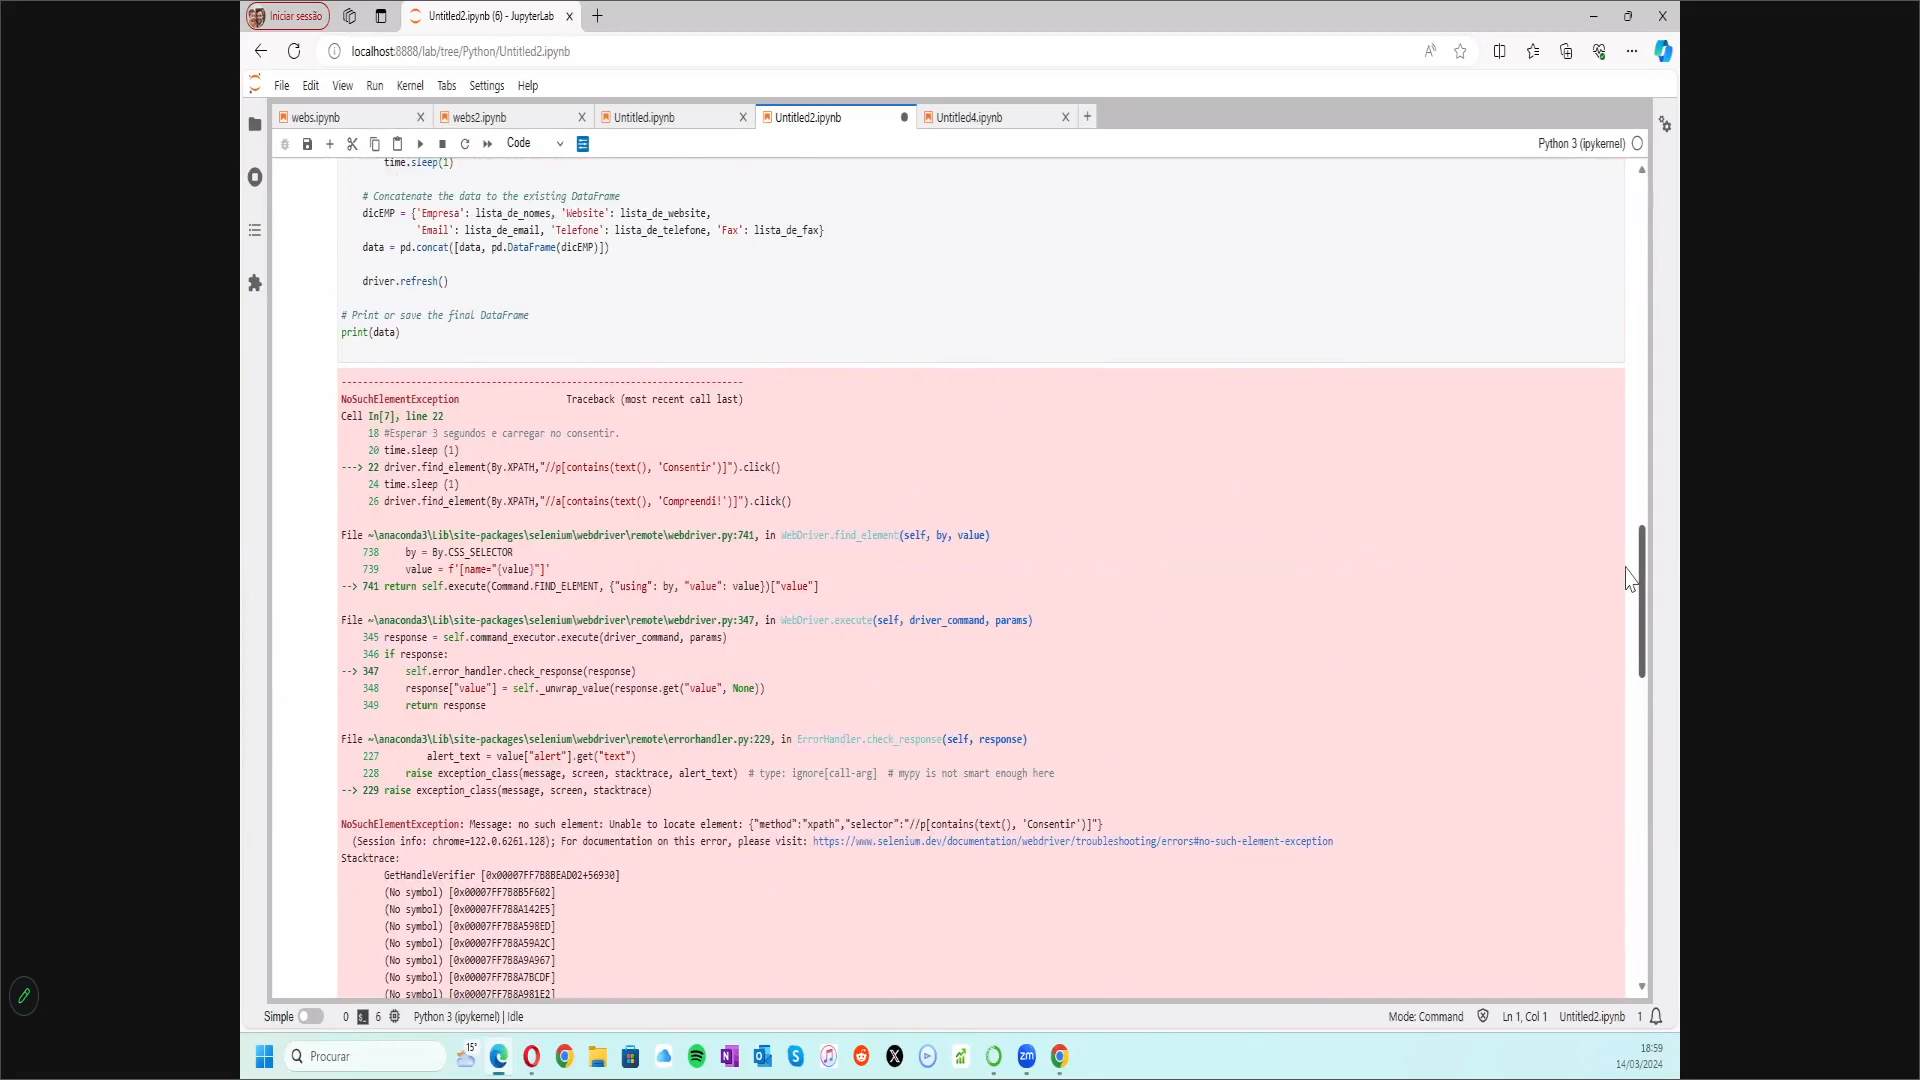 Iniciar sessão
Untitled2.ipynb (6) - JupyterLab
localhost:8888/lab/tree/Python/Untitled2.ipynb
File Edit View Run Kernel Tabs Settings Help
webs.ipynb
webs2.ipynb
Untitled.ipynb
Untitled2.ipynb
Untitled4.ipynb
Code
Python 3 (ipykernel)
time.sleep(1)
# Concatenate the data to the existing DataFrame
dicEMP = {'Empresa': lista_de_nomes, 'Website': lista_de_website,
'Email': lista_de_email, 'Telefone': lista_de_telefone, 'Fax': lista_de_fax}
data = pd.concat([data, pd.DataFrame(dicEMP)])
driver.refresh()
# Print or save the final DataFrame
print(data)
---------------------------------------------------------------------------
NoSuchElementException Traceback (most recent call last)
Cell In[7], line 22
18 #Esperar 3 segundos e carregar no consentir.
20 time.sleep (1)
---> 22 driver.find_element(By.XPATH,"//p[contains(text(), 'Consentir')]").click()
24 time.sleep (1)
26 driver.find_element(By.XPATH,"//a[contains(text(), 'Compreendi!')]").click()
File ~\anaconda3\Lib\site-packages\selenium\webdriver\remote\webdriver.py:741, in WebDriver.find_element(self, by, value)
738 by = By.CSS_SELECTOR
739 value = f'[name="{value}"]'
--> 741 return self.execute(Command.FIND_ELEMENT, {"using": by, "value": value})["value"]
File ~\anaconda3\Lib\site-packages\selenium\webdriver\remote\webdriver.py:347, in WebDriver.execute(self, driver_command, params)
345 response = self.command_executor.execute(driver_command, params)
346 if response:
--> 347 self.error_handler.check_response(response)
348 response["value"] = self._unwrap_value(response.get("value", None))
349 return response
File ~\anaconda3\Lib\site-packages\selenium\webdriver\remote\errorhandler.py:229, in ErrorHandler.check_response(self, response)
227 alert_text = value["alert"].get("text")
228 raise exception_class(message, screen, stacktrace, alert_text) # type: ignore[call-arg] # mypy is not smart enough here
--> 229 raise exception_class(message, screen, stacktrace)
NoSuchElementException: Message: no such element: Unable to locate element: {"method":"xpath","selector":"//p[contains(text(), 'Consentir')]"}
(Session info: chrome=122.0.6261.128); For documentation on this error, please visit: https://www.selenium.dev/documentation/webdriver/troubleshooting/errors#no-such-element-exception
Stacktrace:
GetHandleVerifier [0x00007FF7B8BEAD02+56930]
(No symbol) [0x00007FF7B8B5F602]
(No symbol) [0x00007FF7B8A142E5]
(No symbol) [0x00007FF7B8A598ED]
(No symbol) [0x00007FF7B8A59A2C]
(No symbol) [0x00007FF7B8A9A967]
(No symbol) [0x00007FF7B8A7BCDF]
(No symbol) [0x00007FF7B8A981E2]
Simple 0 6 Python 3 (ipykernel) | Idle
Mode: Command Ln 1, Col 1 Untitled2.ipynb 1
Procurar
15°
zm
18:59
14/03/2024